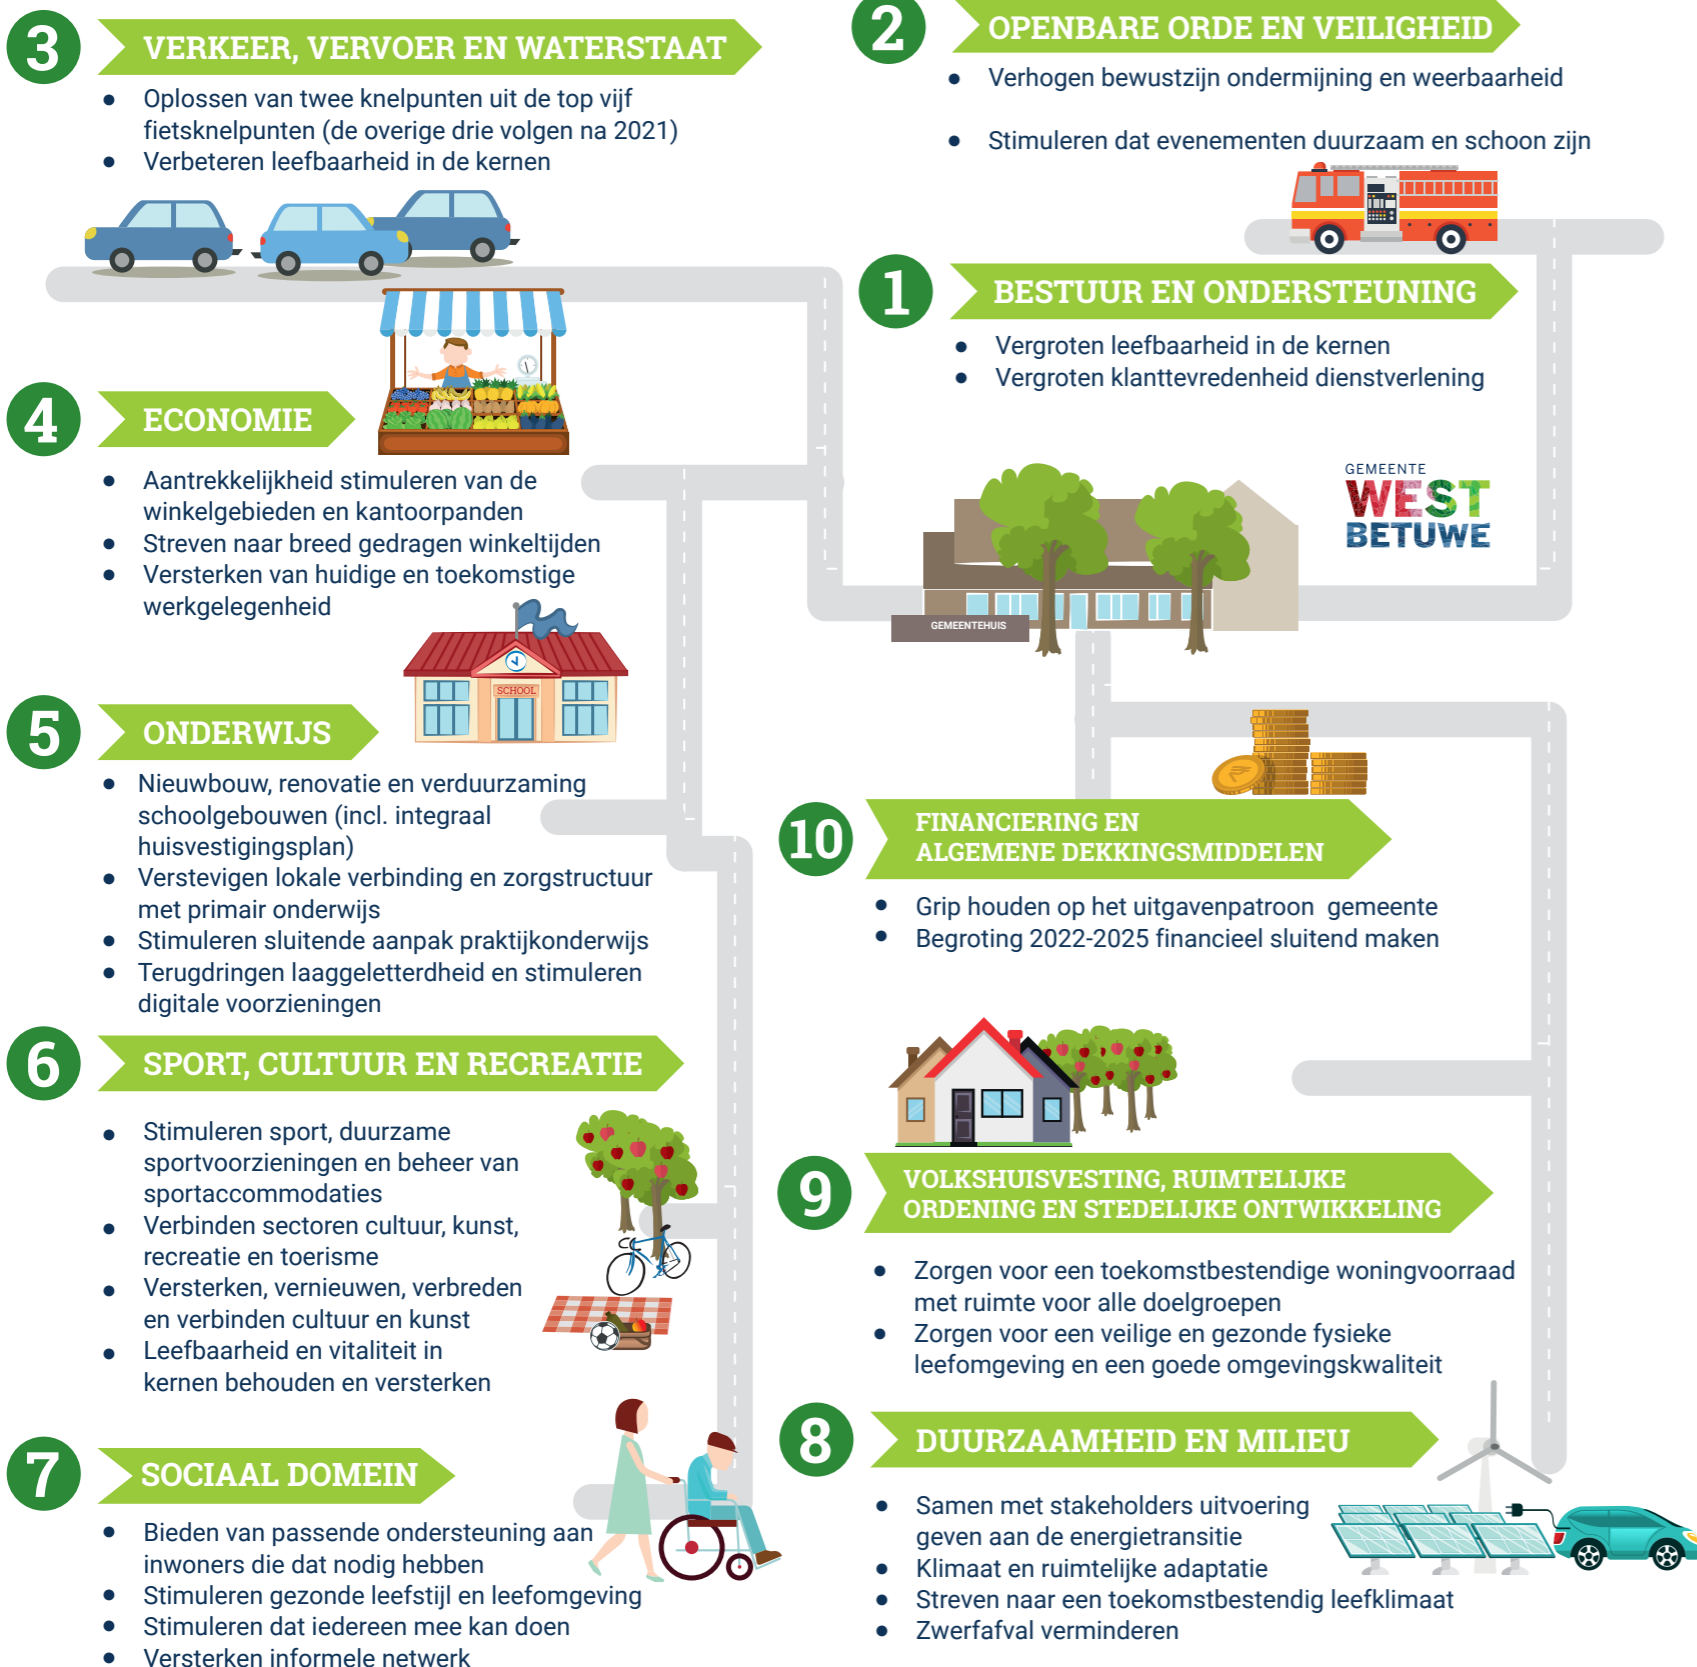 3
VERKEER, VERVOER EN WATERSTAAT
• Oplossen van twee knelpunten uit de top vijf
fietsknelpunten (de overige drie volgen na 2021)
• Verbeteren leefbaarheid in de kernen
2
OPENBARE ORDE EN VEILIGHEID
• Verhogen bewustzijn ondermijning en weerbaarheid
• Stimuleren dat evenementen duurzaam en schoon zijn
1
BESTUUR EN ONDERSTEUNING
• Vergroten leefbaarheid in de kernen
• Vergroten klanttevredenheid dienstverlening
GEMEENTE
WEST
BETUWE
GEMEENTEHUIS
4
ECONOMIE
• Aantrekkelijkheid stimuleren van de
winkelgebieden en kantoorpanden
• Streven naar breed gedragen winkeltijden
• Versterken van huidige en toekomstige
werkgelegenheid
SCHOOL
5
ONDERWIJS
• Nieuwbouw, renovatie en verduurzaming
schoolgebouwen (incl. integraal
huisvestigingsplan)
• Verstevigen lokale verbinding en zorgstructuur
met primair onderwijs
• Stimuleren sluitende aanpak praktijkonderwijs
• Terugdringen laaggeletterdheid en stimuleren
digitale voorzieningen
10
FINANCIERING EN
ALGEMENE DEKKINGSMIDDELEN
• Grip houden op het uitgavenpatroon gemeente
• Begroting 2022-2025 financieel sluitend maken
6
SPORT, CULTUUR EN RECREATIE
• Stimuleren sport, duurzame
sportvoorzieningen en beheer van
sportaccommodaties
• Verbinden sectoren cultuur, kunst,
recreatie en toerisme
• Versterken, vernieuwen, verbreden
en verbinden cultuur en kunst
• Leefbaarheid en vitaliteit in
kernen behouden en versterken
9
VOLKSHUISVESTING, RUIMTELIJKE
ORDENING EN STEDELIJKE ONTWIKKELING
• Zorgen voor een toekomstbestendige woningvoorraad
met ruimte voor alle doelgroepen
• Zorgen voor een veilige en gezonde fysieke
leefomgeving en een goede omgevingskwaliteit
7
SOCIAAL DOMEIN
• Bieden van passende ondersteuning aan
inwoners die dat nodig hebben
• Stimuleren gezonde leefstijl en leefomgeving
• Stimuleren dat iedereen mee kan doen
• Versterken informele netwerk
8
DUURZAAMHEID EN MILIEU
• Samen met stakeholders uitvoering
geven aan de energietransitie
• Klimaat en ruimtelijke adaptatie
• Streven naar een toekomstbestendig leefklimaat
• Zwerfafval verminderen